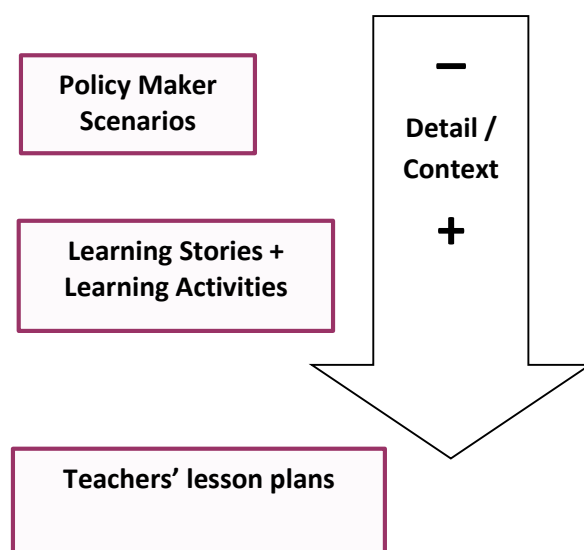 Policy Maker
Scenarios
–
Detail /
Context
+
Learning Stories +
Learning Activities
Teachers’ lesson plans